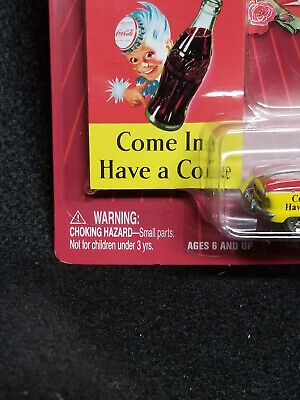 Coca-Cola
Come In
Have a Coke
WARNING:
CHOKING HAZARD—Small parts.
Not for children under 3 yrs.
AGES 6 AND UP
Co
Hav